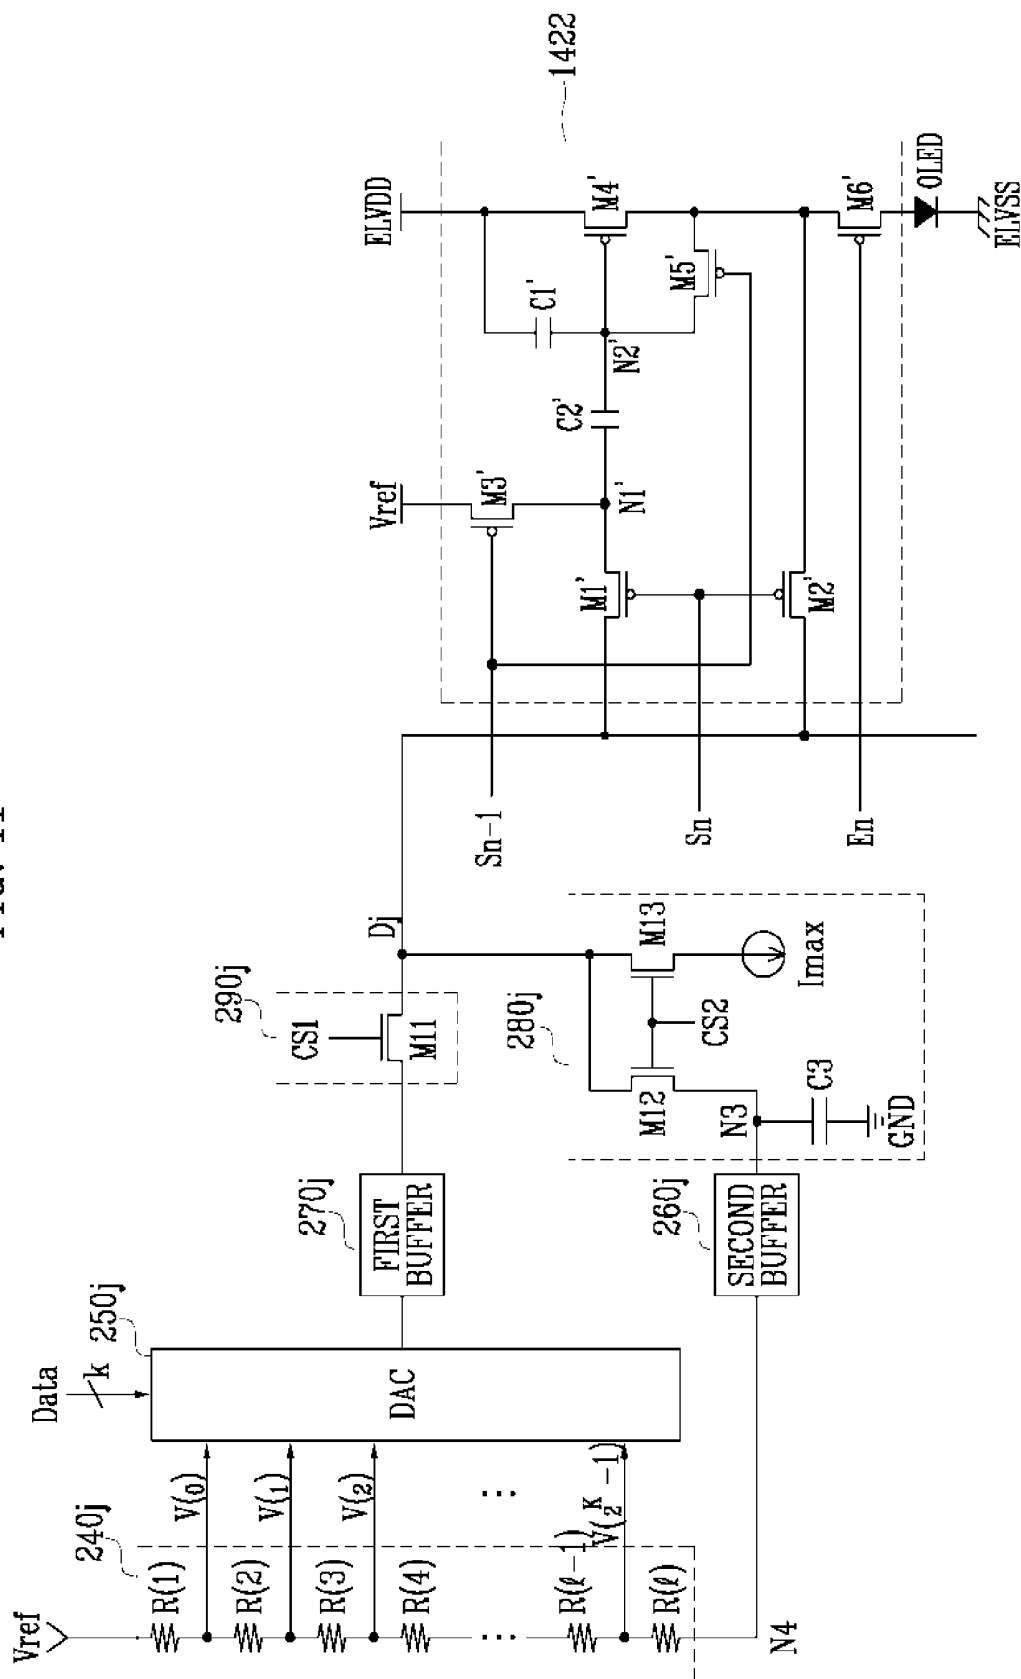 Vref
240j
R(1)
R(2)
R(3)
R(4)
...
R(ℓ-1)
R(ℓ)
N4
V(0)
V(1)
V(2)
...
V(2^K -1)
Data
k
250j
DAC
270j
FIRST
BUFFER
260j
SECOND
BUFFER
290j
CS1
M11
Dj
280j
M12
M13
CS2
N3
C3
GND
Imax
Sn-1
Sn
En
Vref
M3'
M1'
N1'
M2'
C2'
C1'
N2'
M5'
ELVDD
M4'
M6'
OLED
ELVSS
1422